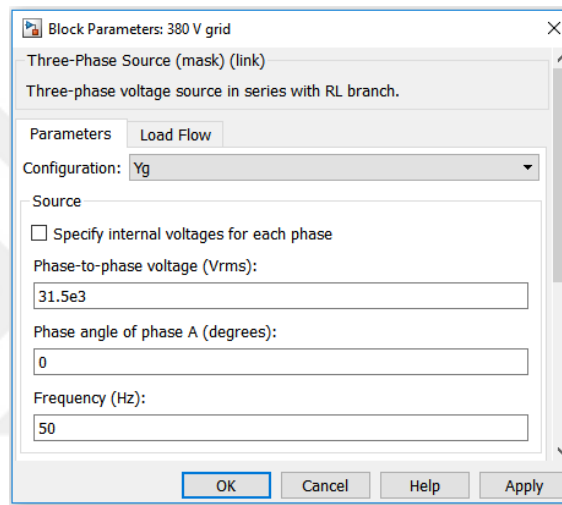 Block Parameters: 380 V grid
Three-Phase Source (mask) (link)
Three-phase voltage source in series with RL branch.
Parameters Load Flow
Configuration: Yg
Source
Specify internal voltages for each phase
Phase-to-phase voltage (Vrms):
31.5e3
Phase angle of phase A (degrees):
0
Frequency (Hz):
50
OK Cancel Help Apply